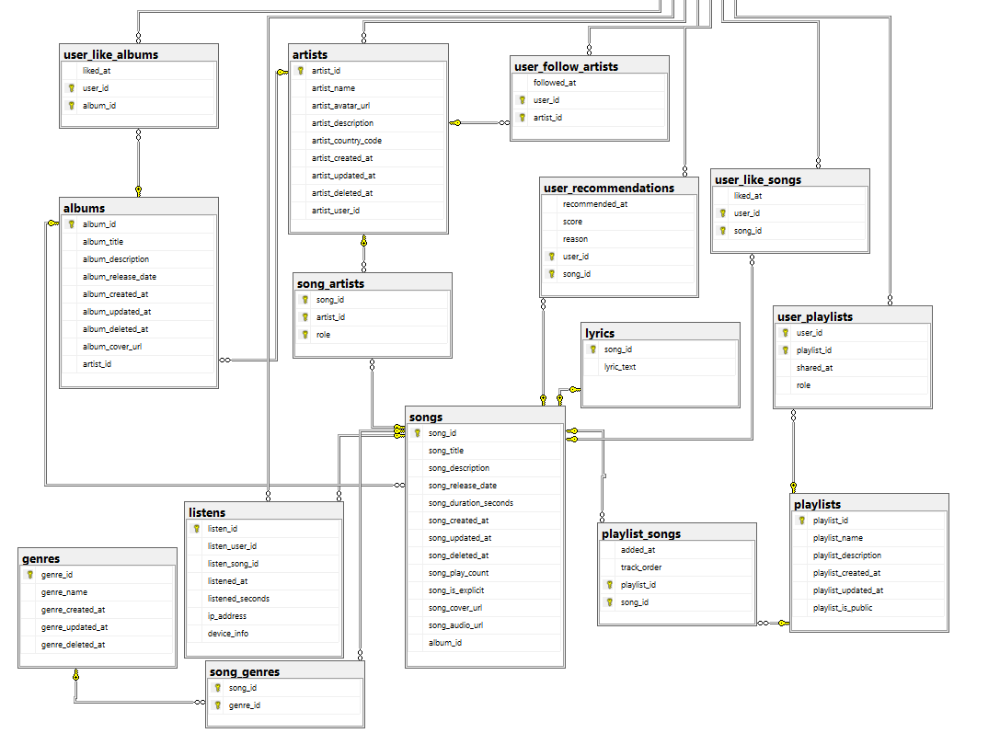 user_like_albums
liked_at
user_id
album_id
artists
artist_id
artist_name
artist_avatar_url
artist_description
artist_country_code
artist_created_at
artist_updated_at
artist_deleted_at
artist_user_id
user_follow_artists
followed_at
user_id
artist_id
user_recommendations
recommended_at
score
reason
user_id
song_id
user_like_songs
liked_at
user_id
song_id
albums
album_id
album_title
album_description
album_release_date
album_created_at
album_updated_at
album_deleted_at
album_cover_url
artist_id
song_artists
song_id
artist_id
role
lyrics
song_id
lyric_text
user_playlists
user_id
playlist_id
shared_at
role
songs
song_id
song_title
song_description
song_release_date
song_duration_seconds
song_created_at
song_updated_at
song_deleted_at
song_play_count
song_is_explicit
song_cover_url
song_audio_url
album_id
listens
listen_id
listen_user_id
listen_song_id
listened_at
listened_seconds
ip_address
device_info
playlist_songs
added_at
track_order
playlist_id
song_id
playlists
playlist_id
playlist_name
playlist_description
playlist_created_at
playlist_updated_at
playlist_is_public
genres
genre_id
genre_name
genre_created_at
genre_updated_at
genre_deleted_at
song_genres
song_id
genre_id